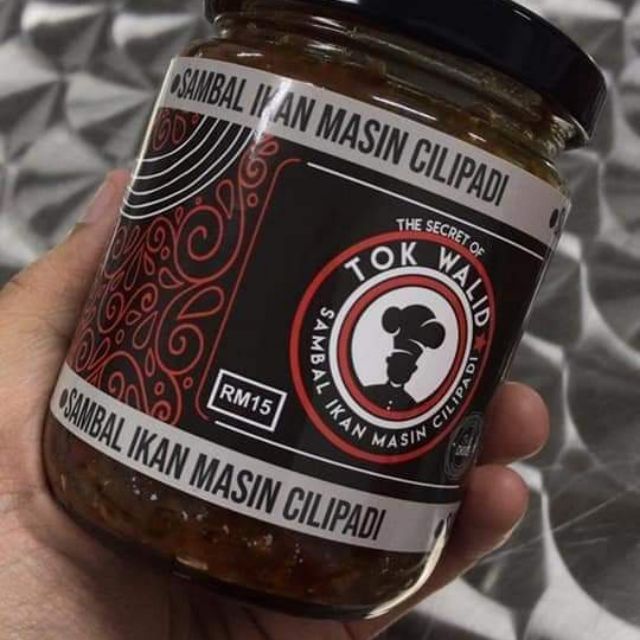 SAMBAL IKAN MASIN CILIPADI
THE SECRET OF
TOK WALID
SAMBAL IKAN MASIN CILIPADI
RM15
SAMBAL IKAN MASIN CILIPADI